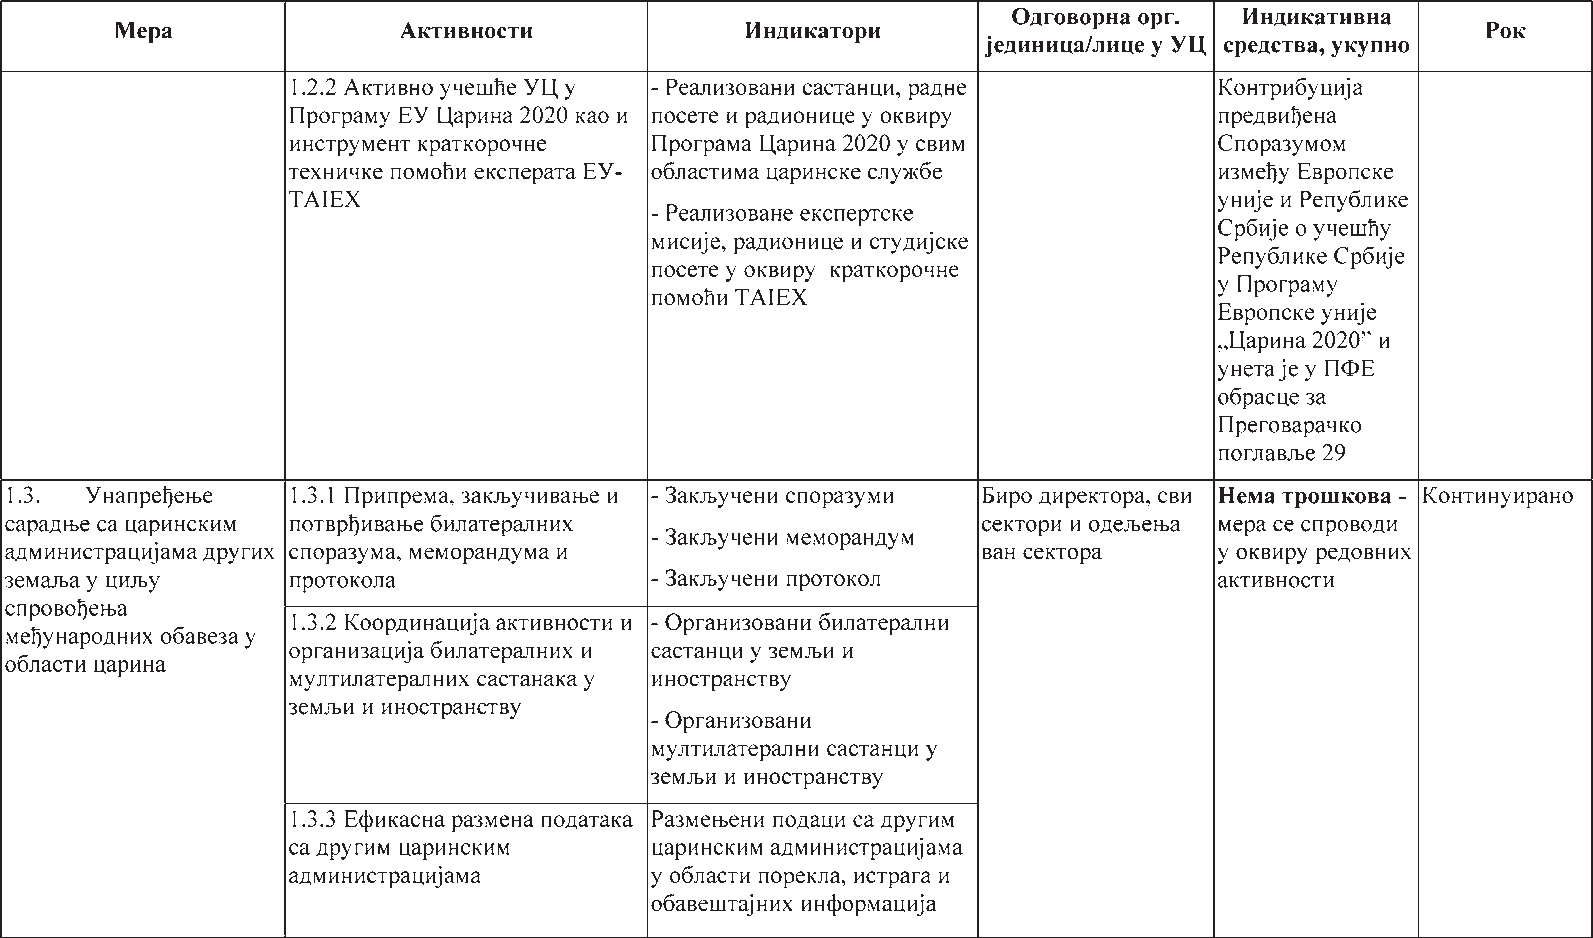 Мера
Активности
Индикатори
Одговорна орг.
јединица/лице у УЦ
Индикативна
средства, укупно
Рок
1.2.2 Активно учешће УЦ у
Програму ЕУ Царина 2020 као и
инструмент краткорочне
техничке помоћи експерата ЕУ-
TAIEX
- Реализовани састанци, радне
посете и радионице у оквиру
Програма Царина 2020 у свим
областима царинске службе
- Реализоване експертске
мисије, радионице и студијске
посете у оквиру краткорочне
помоћи TAIEX
Контрибуција
предвиђена
Споразумом
између Европске
уније и Републике
Србије о учешћу
Републике Србије
у Програму
Европске уније
„Царина 2020” и
унета је у ПФЕ
обрасце за
Преговарачко
поглавље 29
1.3. Унапређење
сарадње са царинским
администрацијама других
земаља у циљу
спровођења
међународних обавеза у
области царина
1.3.1 Припрема, закључивање и
потврђивање билатералних
споразума, меморандума и
протокола
- Закључени споразуми
- Закључени меморандум
- Закључени протокол
Биро директора, сви
сектори и одељења
ван сектора
Нема трошкова -
мера се спроводи
у оквиру редовних
активности
Континуирано
1.3.2 Координација активности и
организација билатералних и
мултилатералних састанака у
земљи и иностранству
- Организовани билатерални
састанци у земљи и
иностранству
- Организовани
мултилатерални састанци у
земљи и иностранству
1.3.3 Ефикасна размена података
са другим царинским
администрацијама
Размењени подаци са другим
царинским администрацијама
у области порекла, истрага и
обавештајних информација